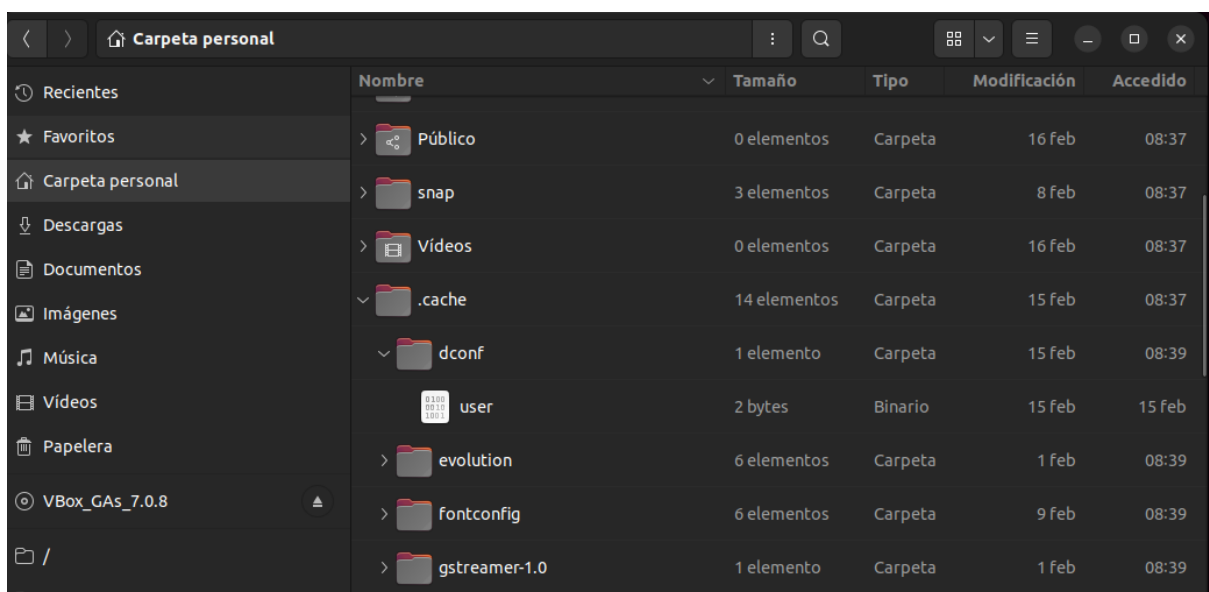 Carpeta personal
Recientes
Favoritos
Carpeta personal
Descargas
Documentos
Imágenes
Música
Vídeos
Papelera
VBox_GAs_7.0.8
/
Nombre Tamaño Tipo Modificación Accedido
Público 0 elementos Carpeta 16 feb 08:37
snap 3 elementos Carpeta 8 feb 08:37
Vídeos 0 elementos Carpeta 16 feb 08:37
.cache 14 elementos Carpeta 15 feb 08:37
dconf 1 elemento Carpeta 15 feb 08:39
user 2 bytes Binario 15 feb 15 feb
evolution 6 elementos Carpeta 1 feb 08:39
fontconfig 6 elementos Carpeta 9 feb 08:39
gstreamer-1.0 1 elemento Carpeta 1 feb 08:39